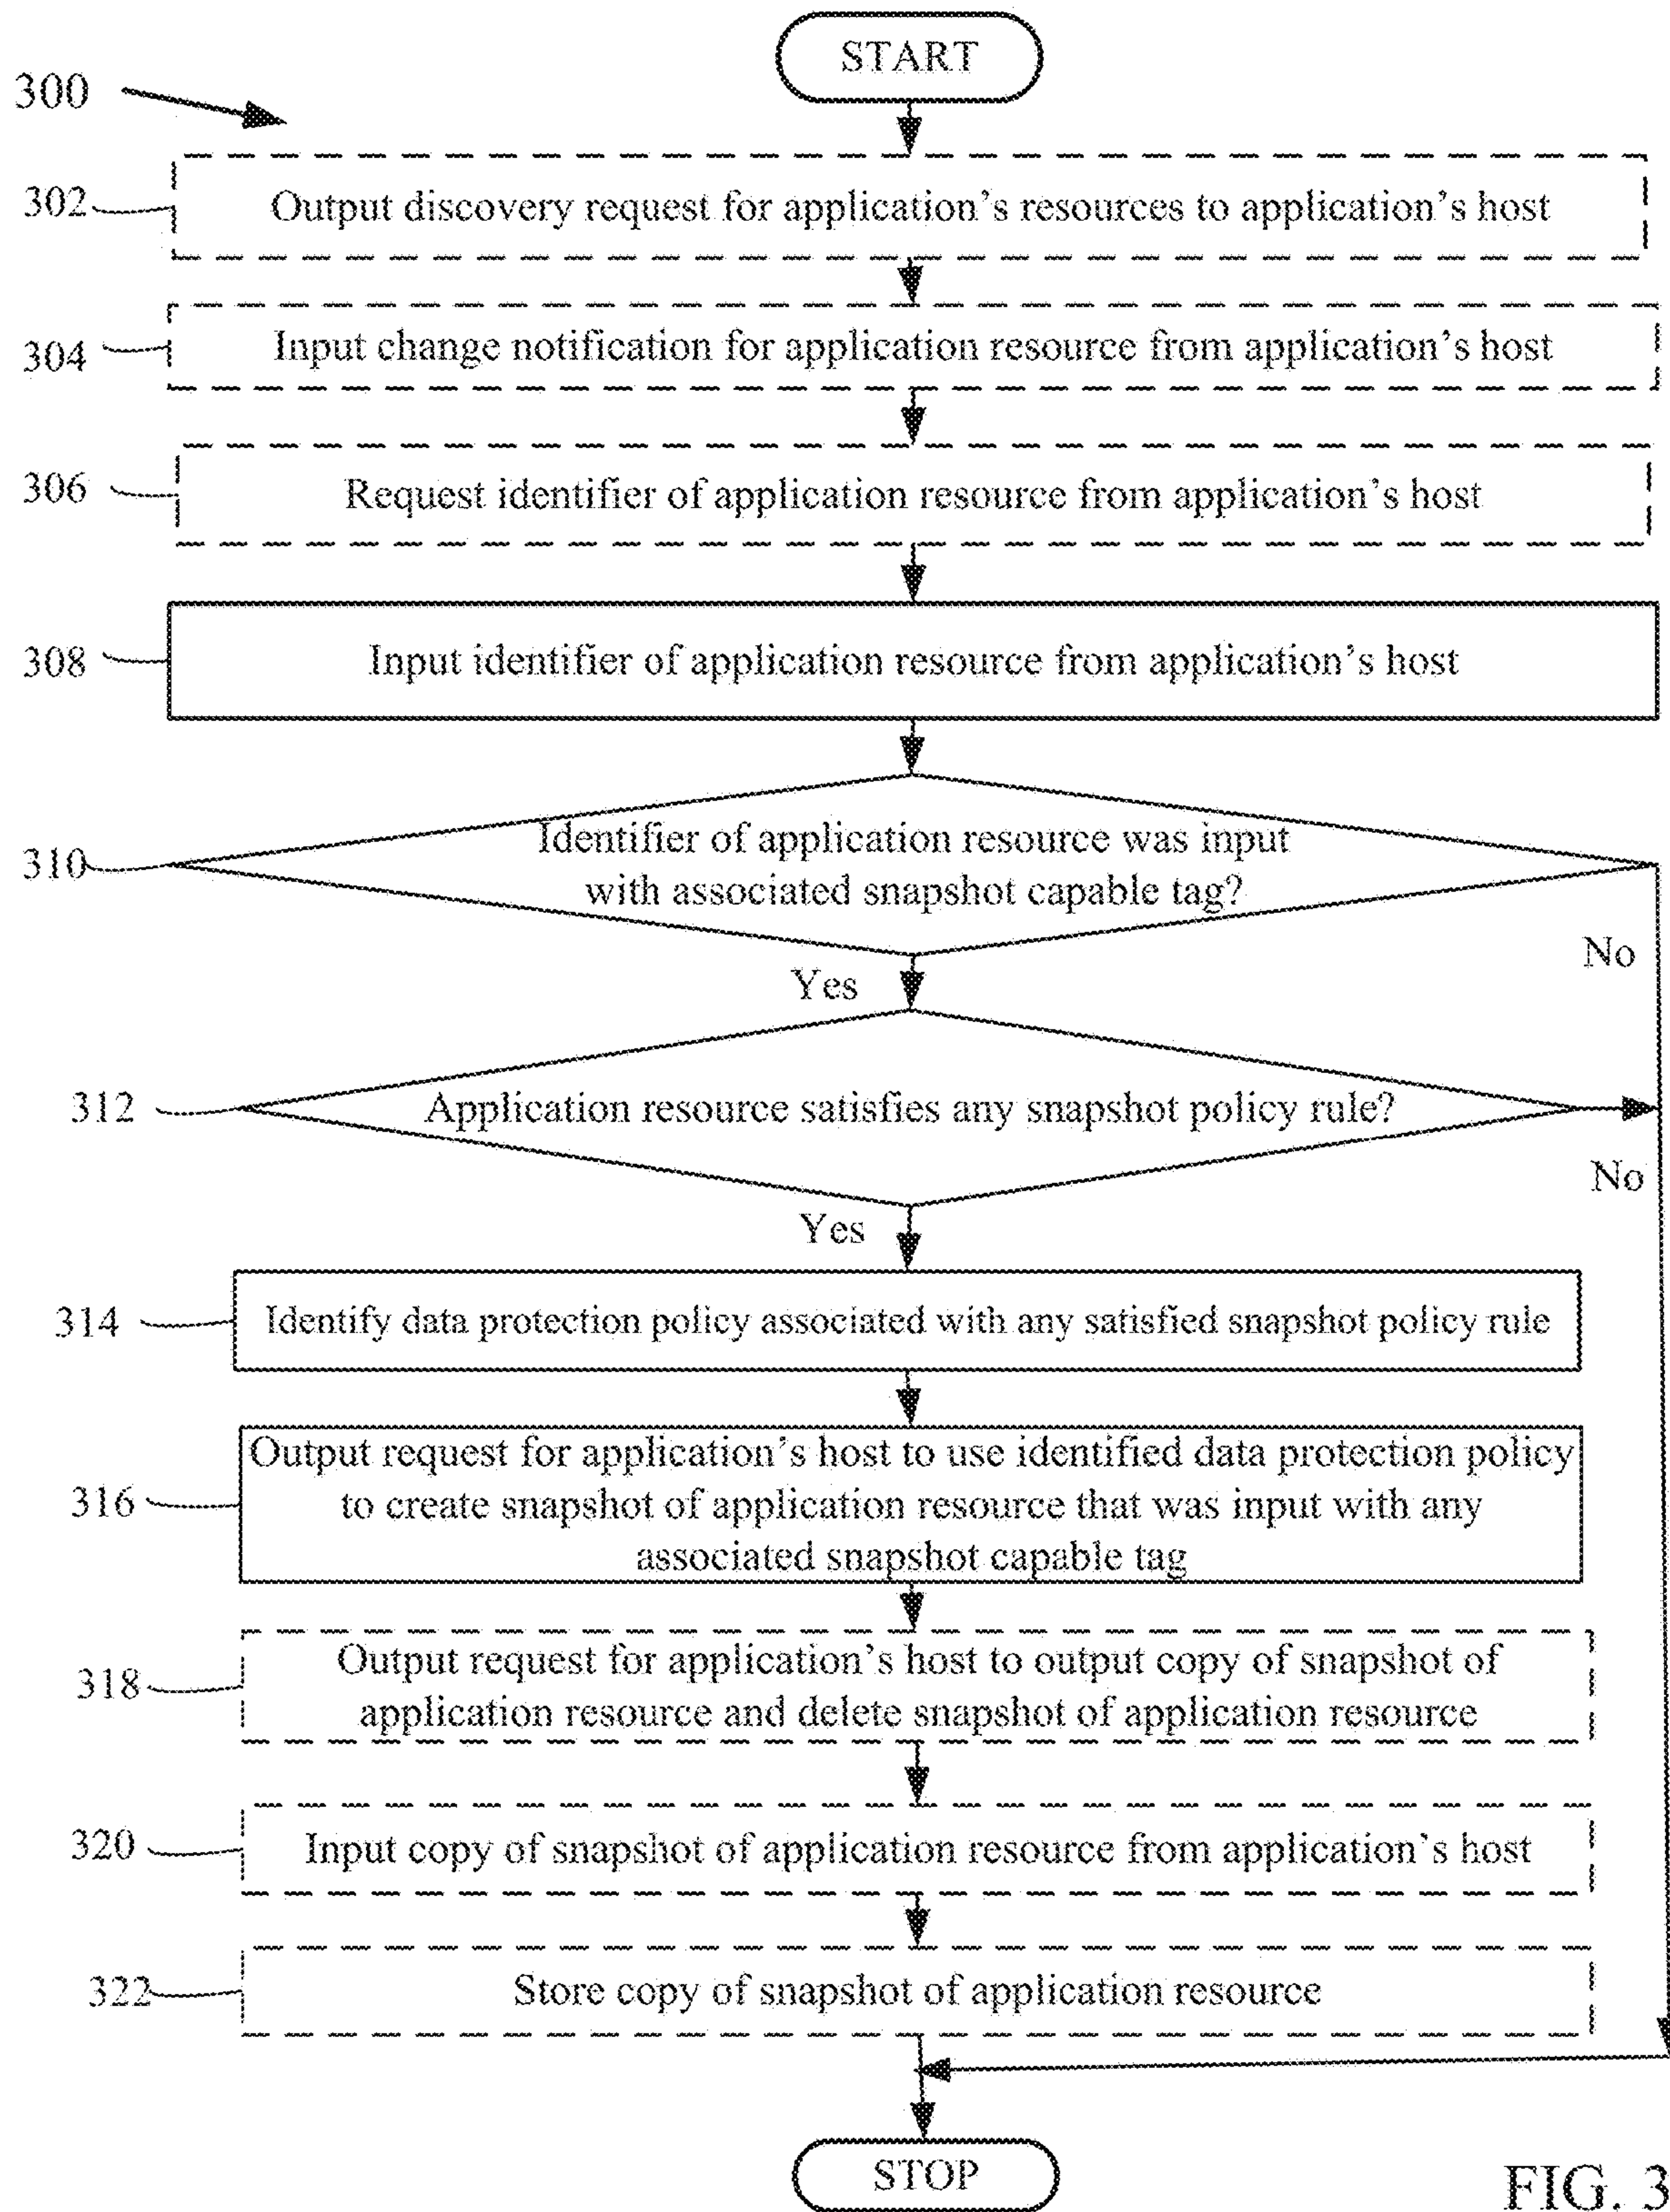 START
300
302
Output discovery request for application's resources to application's host
304
Input change notification for application resource from application's host
306
Request identifier of application resource from application's host
308
Input identifier of application resource from application's host
310
Identifier of application resource was input
with associated snapshot capable tag?
No
Yes
312
Application resource satisfies any snapshot policy rule?
No
Yes
314
Identify data protection policy associated with any satisfied snapshot policy rule
316
Output request for application's host to use identified data protection policy
to create snapshot of application resource that was input with any
associated snapshot capable tag
318
Output request for application's host to output copy of snapshot of
application resource and delete snapshot of application resource
320
Input copy of snapshot of application resource from application's host
322
Store copy of snapshot of application resource
STOP
FIG. 3